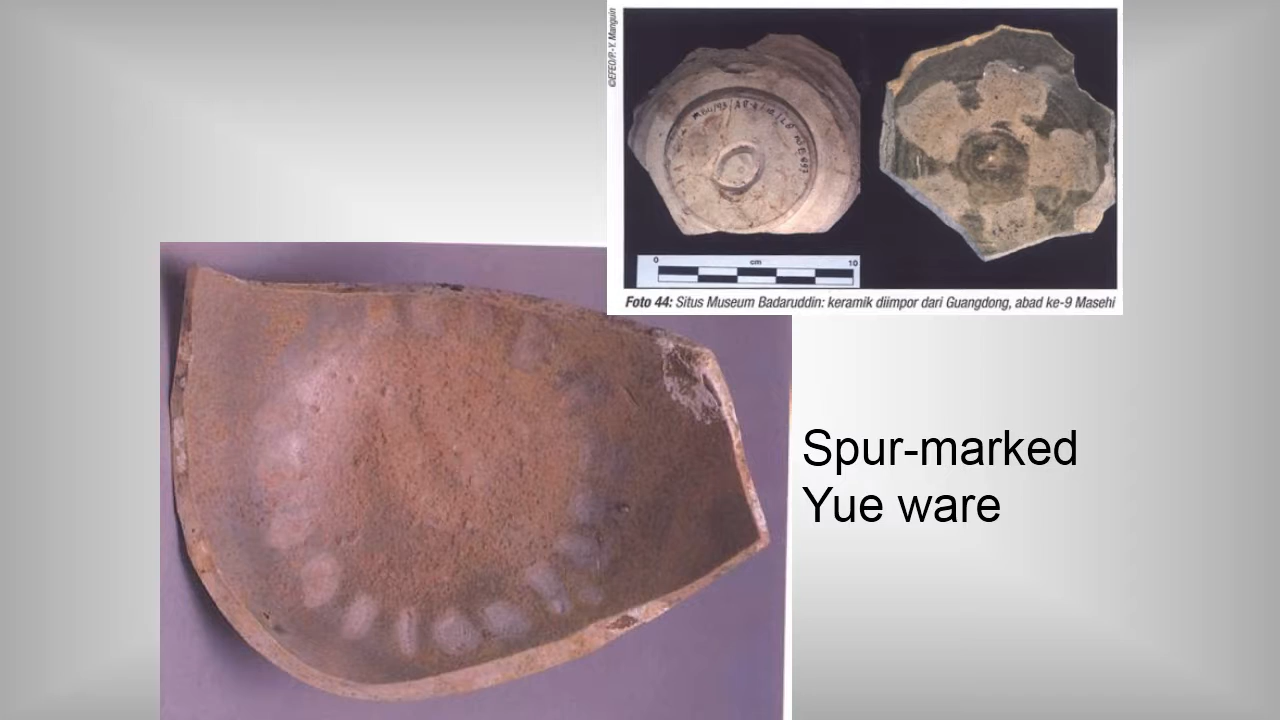 ©EFEO/P.-Y. Manguin
0 cm 10
Foto 44: Situs Museum Badaruddin: keramik diimpor dari Guangdong, abad ke-9 Masehi
Spur-marked
Yue ware